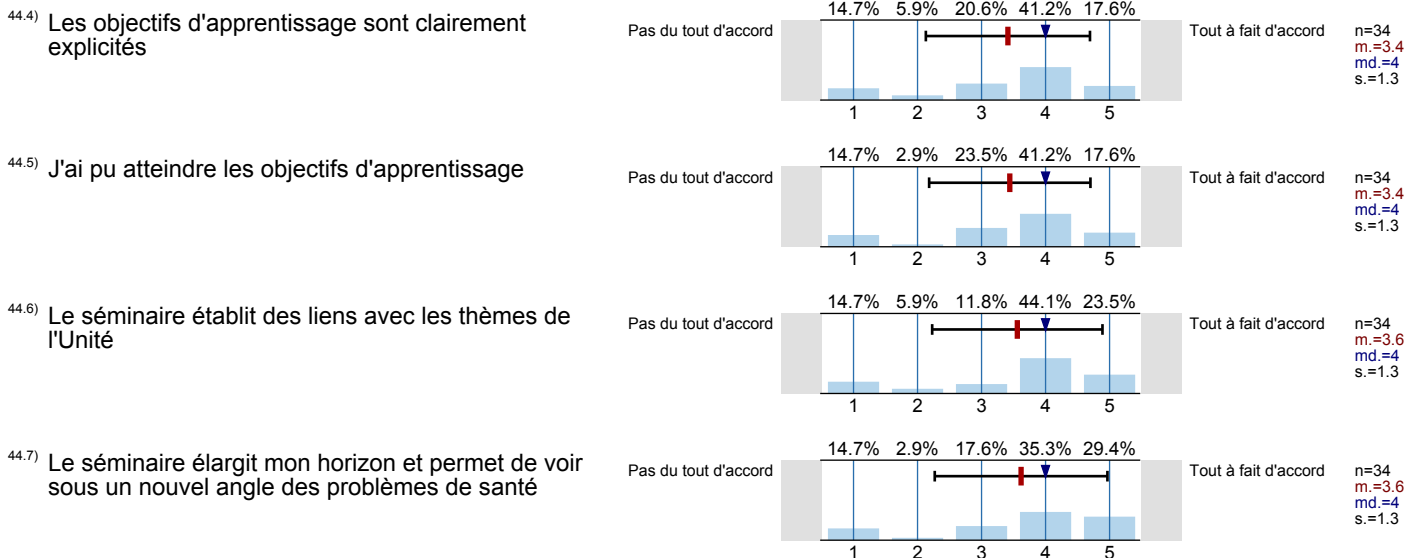 44.4) Les objectifs d'apprentissage sont clairement
explicités
Pas du tout d'accord
14.7% 5.9% 20.6% 41.2% 17.6%
1 2 3 4 5
Tout à fait d'accord
n=34
m.=3.4
md.=4
s.=1.3
44.5) J'ai pu atteindre les objectifs d'apprentissage
Pas du tout d'accord
14.7% 2.9% 23.5% 41.2% 17.6%
1 2 3 4 5
Tout à fait d'accord
n=34
m.=3.4
md.=4
s.=1.3
44.6) Le séminaire établit des liens avec les thèmes de
l'Unité
Pas du tout d'accord
14.7% 5.9% 11.8% 44.1% 23.5%
1 2 3 4 5
Tout à fait d'accord
n=34
m.=3.6
md.=4
s.=1.3
44.7) Le séminaire élargit mon horizon et permet de voir
sous un nouvel angle des problèmes de santé
Pas du tout d'accord
14.7% 2.9% 17.6% 35.3% 29.4%
1 2 3 4 5
Tout à fait d'accord
n=34
m.=3.6
md.=4
s.=1.3